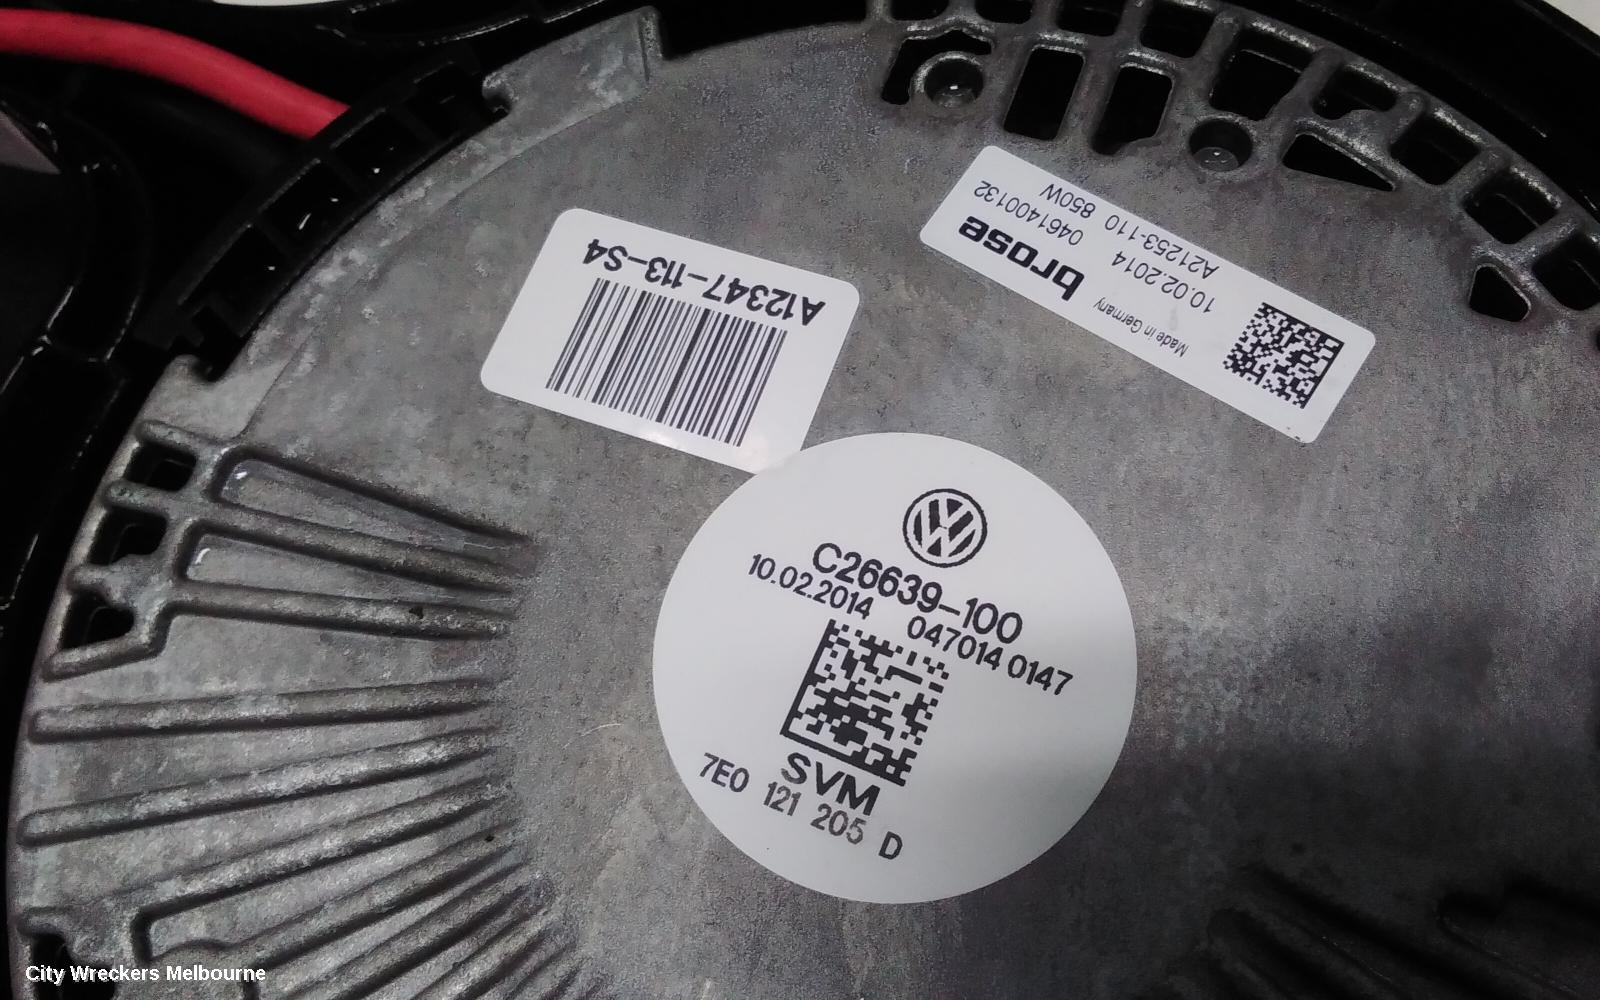 A12347-113-S4
brose
0461400132
850W
Made in Germany
10.02.2014
A21253-110
C26639-100
10.02.2014 047014 0147
SVM
7E0 121 205 D
City Wreckers Melbourne